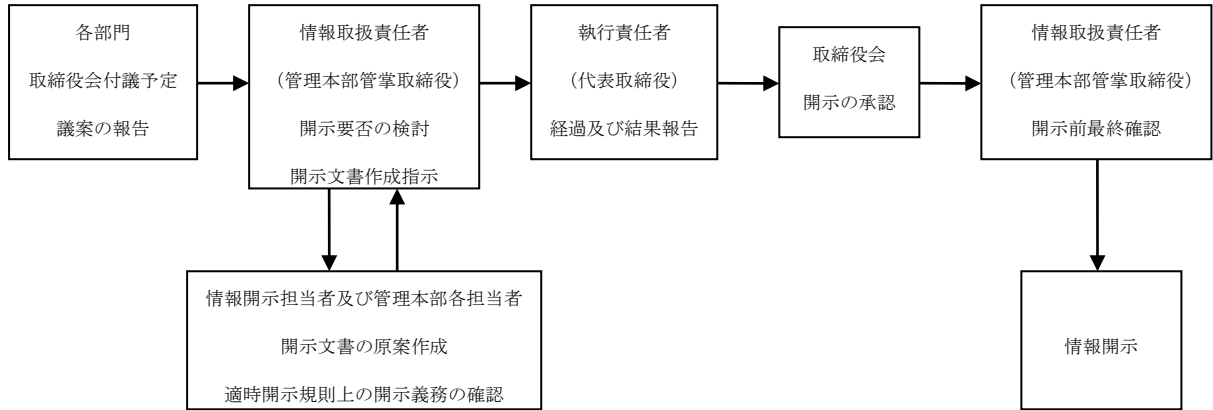 各部門
取締役会付議予定
議案の報告
情報取扱責任者
（管理本部管掌取締役）
開示要否の検討
開示文書作成指示
執行責任者
（代表取締役）
経過及び結果報告
取締役会
開示の承認
情報取扱責任者
（管理本部管掌取締役）
開示前最終確認
情報開示担当者及び管理本部各担当者
開示文書の原案作成
適時開示規則上の開示義務の確認
情報開示